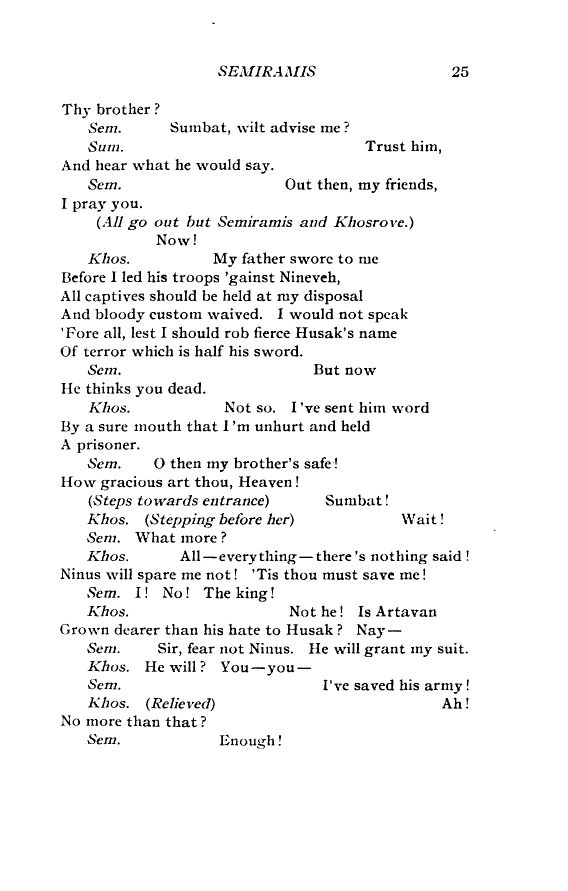 SEMIRAMIS 25
Thy brother?
Sem. Sumbat, wilt advise me?
Sum. Trust him,
And hear what he would say.
Sem. Out then, my friends,
I pray you.
(All go out but Semiramis and Khosrove.)
Now!
Khos. My father swore to me
Before I led his troops 'gainst Nineveh,
All captives should be held at my disposal
And bloody custom waived. I would not speak
'Fore all, lest I should rob fierce Husak's name
Of terror which is half his sword.
Sem. But now
He thinks you dead.
Khos. Not so. I've sent him word
By a sure mouth that I'm unhurt and held
A prisoner.
Sem. O then my brother's safe!
How gracious art thou, Heaven!
(Steps towards entrance) Sumbat!
Khos. (Stepping before her) Wait!
Sem. What more?
Khos. All—everything—there's nothing said!
Ninus will spare me not! 'Tis thou must save me!
Sem. I! No! The king!
Khos. Not he! Is Artavan
Grown dearer than his hate to Husak? Nay—
Sem. Sir, fear not Ninus. He will grant my suit.
Khos. He will? You—you—
Sem. I've saved his army!
Khos. (Relieved) Ah!
No more than that?
Sem. Enough!